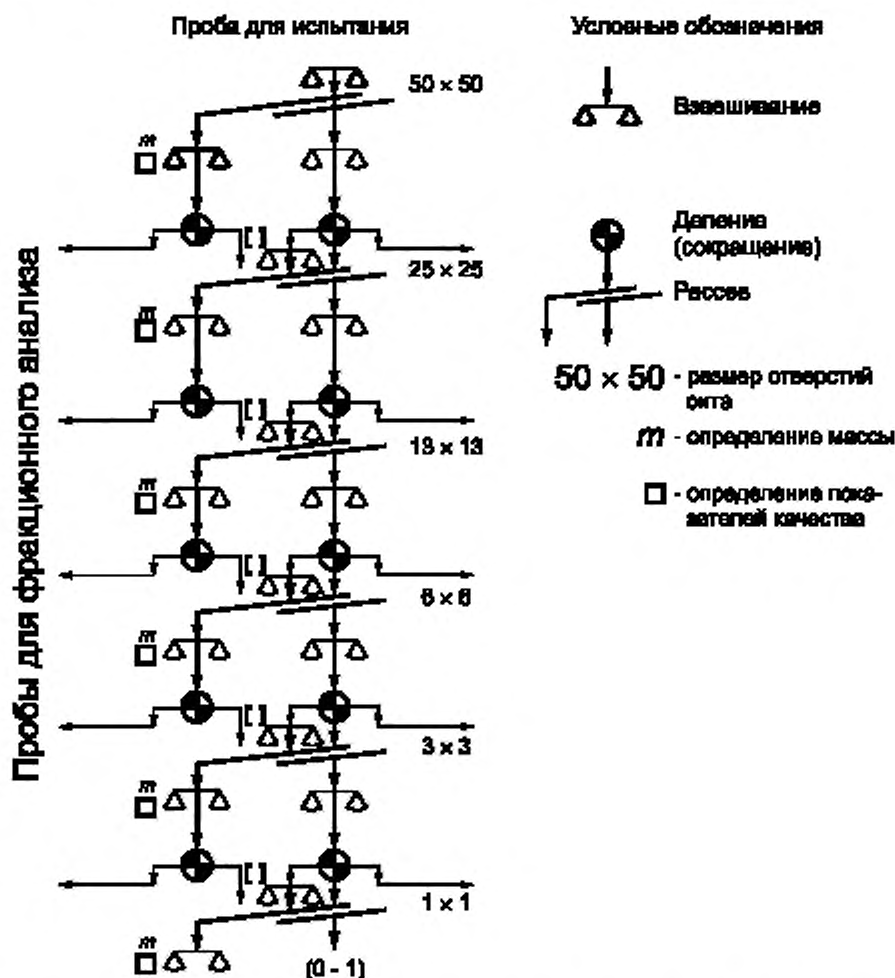 Проба для испытания
Условные обозначения
50 × 50
Взвешивание
m
Деление
(сокращение)
[ ]
25 × 25
Рассев
Пробы для фракционного анализа
m
50 × 50 - размер отверстий
сита
m - определение массы
[ ]
13 × 13
m
□ - определение пока-
зателей качества
[ ]
6 × 6
m
[ ]
3 × 3
m
[ ]
1 × 1
m
(0 - 1)